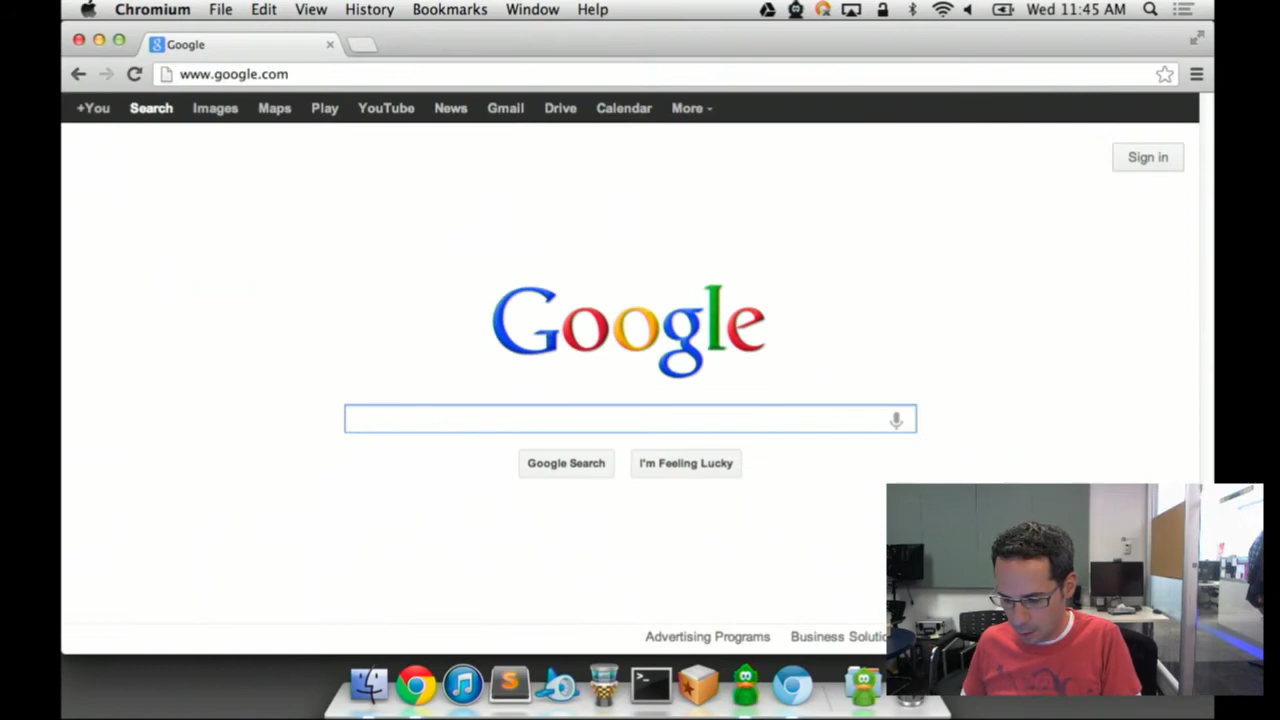 Chromium File Edit View History Bookmarks Window Help Wed 11:45 AM
Google
www.google.com
+You Search Images Maps Play YouTube News Gmail Drive Calendar More
Sign in
Google
Google Search I'm Feeling Lucky
Advertising Programs Business Solutio